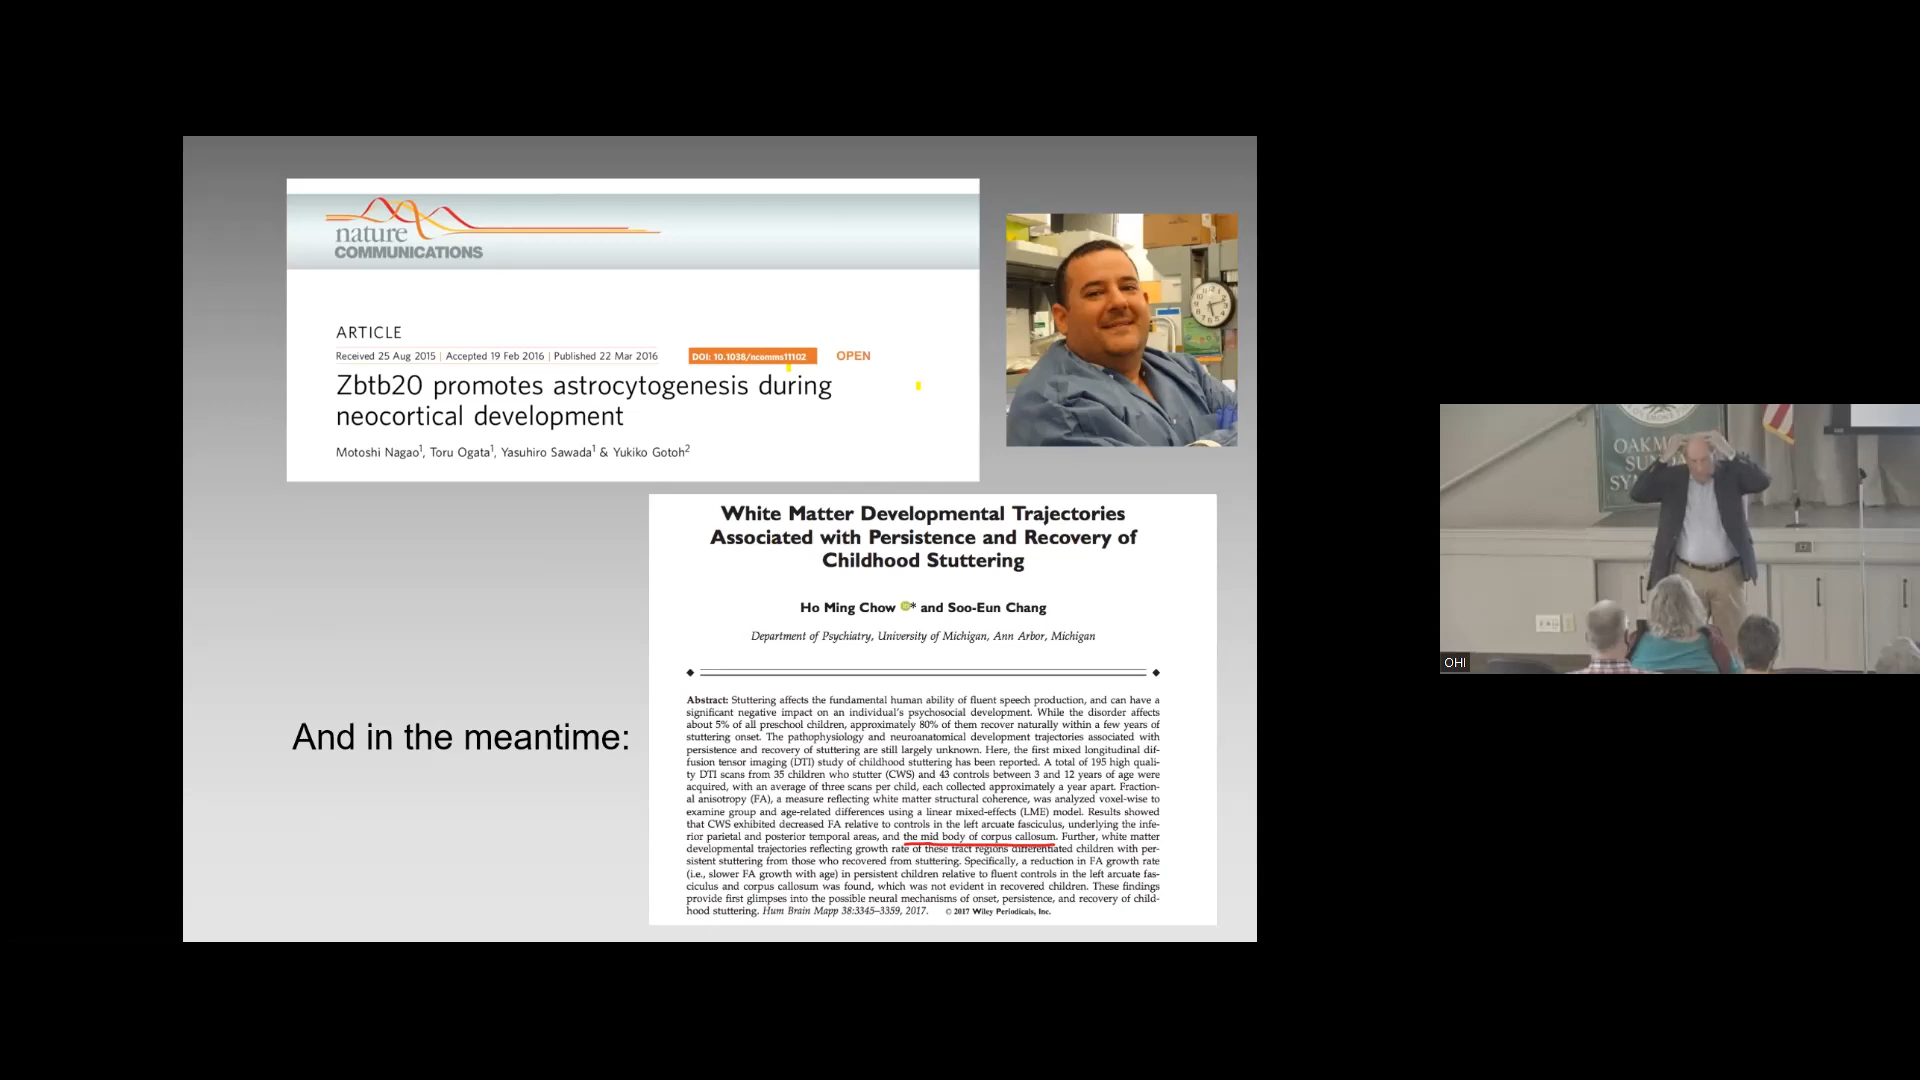 nature
COMMUNICATIONS
ARTICLE
Received 25 Aug 2015 | Accepted 19 Feb 2016 | Published 22 Mar 2016
DOI: 10.1038/ncomms11102
OPEN
Zbtb20 promotes astrocytogenesis during
neocortical development
Motoshi Nagao1, Toru Ogata1, Yasuhiro Sawada1 & Yukiko Gotoh2
White Matter Developmental Trajectories
Associated with Persistence and Recovery of
Childhood Stuttering
Ho Ming Chow * and Soo-Eun Chang
Department of Psychiatry, University of Michigan, Ann Arbor, Michigan
And in the meantime:
Abstract: Stuttering affects the fundamental human ability of fluent speech production, and can have a
significant negative impact on an individual's psychosocial development. While the disorder affects
about 5% of all preschool children, approximately 80% of them recover naturally within a few years of
stuttering onset. The pathophysiology and neuroanatomical development trajectories associated with
persistence and recovery of stuttering are still largely unknown. Here, the first mixed longitudinal dif-
fusion tensor imaging (DTI) study of childhood stuttering has been reported. A total of 195 high quali-
ty DTI scans from 35 children who stutter (CWS) and 43 controls between 3 and 12 years of age were
acquired, with an average of three scans per child, each collected approximately a year apart. Fraction-
al anisotropy (FA), a measure reflecting white matter structural coherence, was analyzed voxel-wise to
examine group and age-related differences using a linear mixed-effects (LME) model. Results showed
that CWS exhibited decreased FA relative to controls in the left arcuate fasciculus, underlying the infe-
rior parietal and posterior temporal areas, and the mid body of corpus callosum. Further, white matter
developmental trajectories reflecting growth rate of these tract regions differentiated children with per-
sistent stuttering from those who recovered from stuttering. Specifically, a reduction in FA growth rate
(i.e., slower FA growth with age) in persistent children relative to fluent controls in the left arcuate fas-
ciculus and corpus callosum was found, which was not evident in recovered children. These findings
provide first glimpses into the possible neural mechanisms of onset, persistence, and recovery of child-
hood stuttering. Hum Brain Mapp 38:3345–3359, 2017. © 2017 Wiley Periodicals, Inc.
OHI